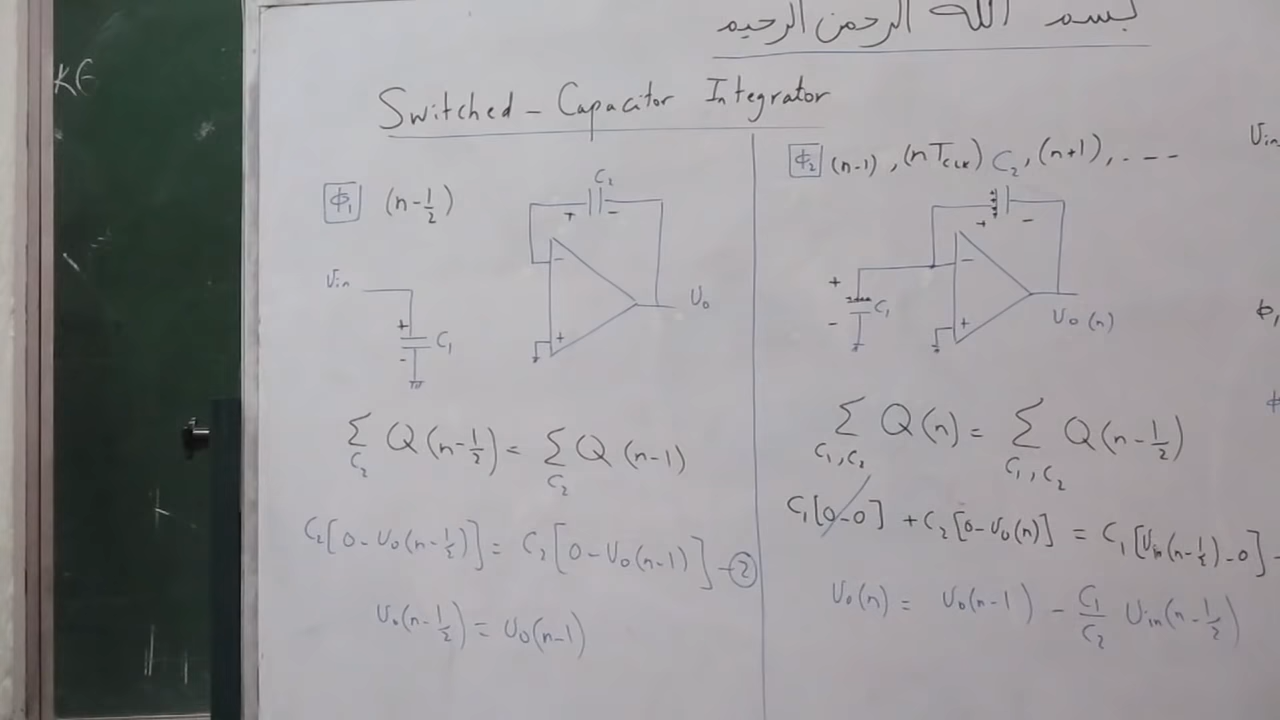 بسم الله الرحمن الرحيم
Switched - Capacitor Integrator
KE
Φ₁ (n-½)
C₂
+ -
-
+
Vin
+
-
C₁
Vo
∑ Q(n-½) = ∑ Q(n-1)
C₂ C₂
C₂[0-Vo(n-½)] = C₂[0-Vo(n-1)] -②
Vo(n-½) = Vo(n-1)
Φ₂ (n-1), (nTCLK), (n+1), ----
C₂
+ -
-
+
+
-
C₁
Vo(n)
∑ Q(n) = ∑ Q(n-½)
C₁,C₂ C₁,C₂
C₁[0-0] + C₂[0-Vo(n)] = C₁[Vin(n-½)-0] -
Vo(n) = Vo(n-1) - C₁/C₂ Vin(n-½)
Vin
Φ₁